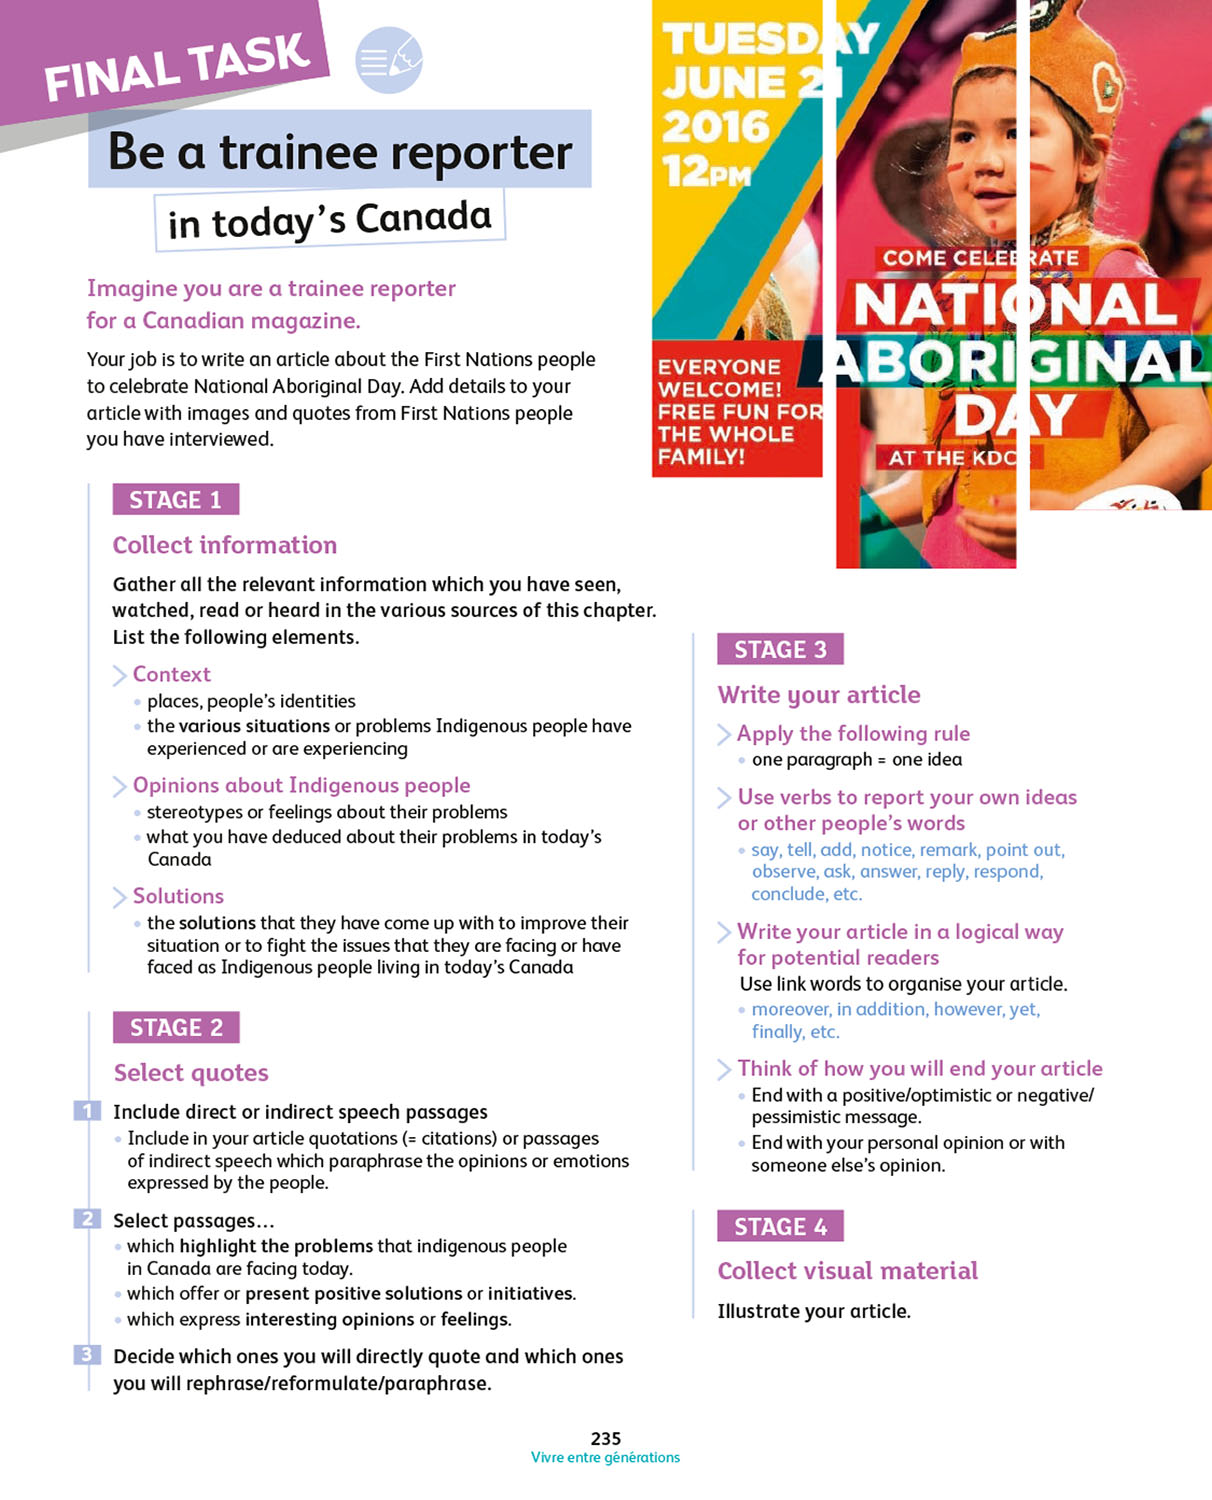 FINAL TASK
Be a trainee reporter
in today's Canada
Imagine you are a trainee reporter
for a Canadian magazine.
Your job is to write an article about the First Nations people
to celebrate National Aboriginal Day. Add details to your
article with images and quotes from First Nations people
you have interviewed.
TUESDAY
JUNE 21
2016
12PM
EVERYONE
WELCOME!
FREE FUN FOR
THE WHOLE
FAMILY!
COME CELEBRATE
NATIONAL
ABORIGINAL
DAY
AT THE KDCC
STAGE 1
Collect information
Gather all the relevant information which you have seen,
watched, read or heard in the various sources of this chapter.
List the following elements.
Context
• places, people's identities
• the various situations or problems Indigenous people have
experienced or are experiencing
Opinions about Indigenous people
• stereotypes or feelings about their problems
• what you have deduced about their problems in today's
Canada
Solutions
• the solutions that they have come up with to improve their
situation or to fight the issues that they are facing or have
faced as Indigenous people living in today's Canada
STAGE 2
Select quotes
1 Include direct or indirect speech passages
• Include in your article quotations (= citations) or passages
of indirect speech which paraphrase the opinions or emotions
expressed by the people.
2 Select passages...
• which highlight the problems that indigenous people
in Canada are facing today.
• which offer or present positive solutions or initiatives.
• which express interesting opinions or feelings.
3 Decide which ones you will directly quote and which ones
you will rephrase/reformulate/paraphrase.
STAGE 3
Write your article
Apply the following rule
• one paragraph = one idea
Use verbs to report your own ideas
or other people's words
• say, tell, add, notice, remark, point out,
observe, ask, answer, reply, respond,
conclude, etc.
Write your article in a logical way
for potential readers
Use link words to organise your article.
• moreover, in addition, however, yet,
finally, etc.
Think of how you will end your article
• End with a positive/optimistic or negative/
pessimistic message.
• End with your personal opinion or with
someone else's opinion.
STAGE 4
Collect visual material
Illustrate your article.
235
Vivre entre générations